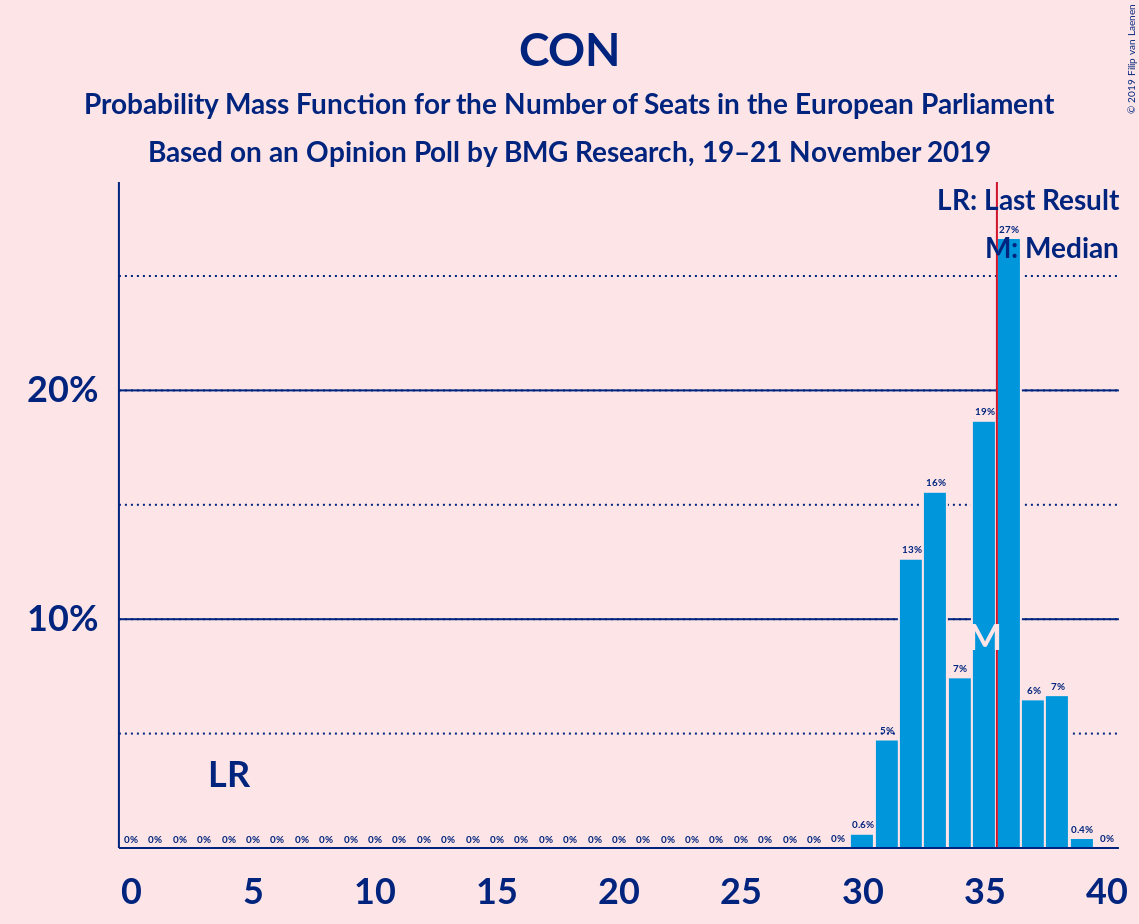 CON
Probability Mass Function for the Number of Seats in the European Parliament
Based on an Opinion Poll by BMG Research, 19–21 November 2019
© 2019 Filip van Laenen
LR: Last Result
M: Median
20%
10%
27%
19%
16%
13%
7%
6%
7%
5%
0.6%
0.4%
M
LR
0% 0% 0% 0% 0% 0% 0% 0% 0% 0% 0% 0% 0% 0% 0% 0% 0% 0% 0% 0% 0% 0% 0% 0% 0% 0% 0% 0% 0% 0% 0%
0 5 10 15 20 25 30 35 40